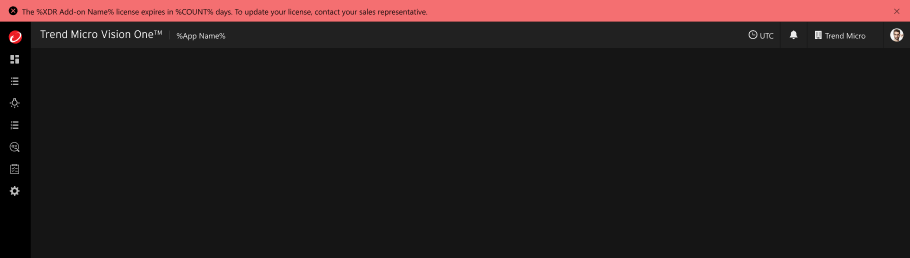 The %XDR Add-on Name% license expires in %COUNT% days. To update your license, contact your sales representative.
Trend Micro Vision One™ %App Name% UTC Trend Micro